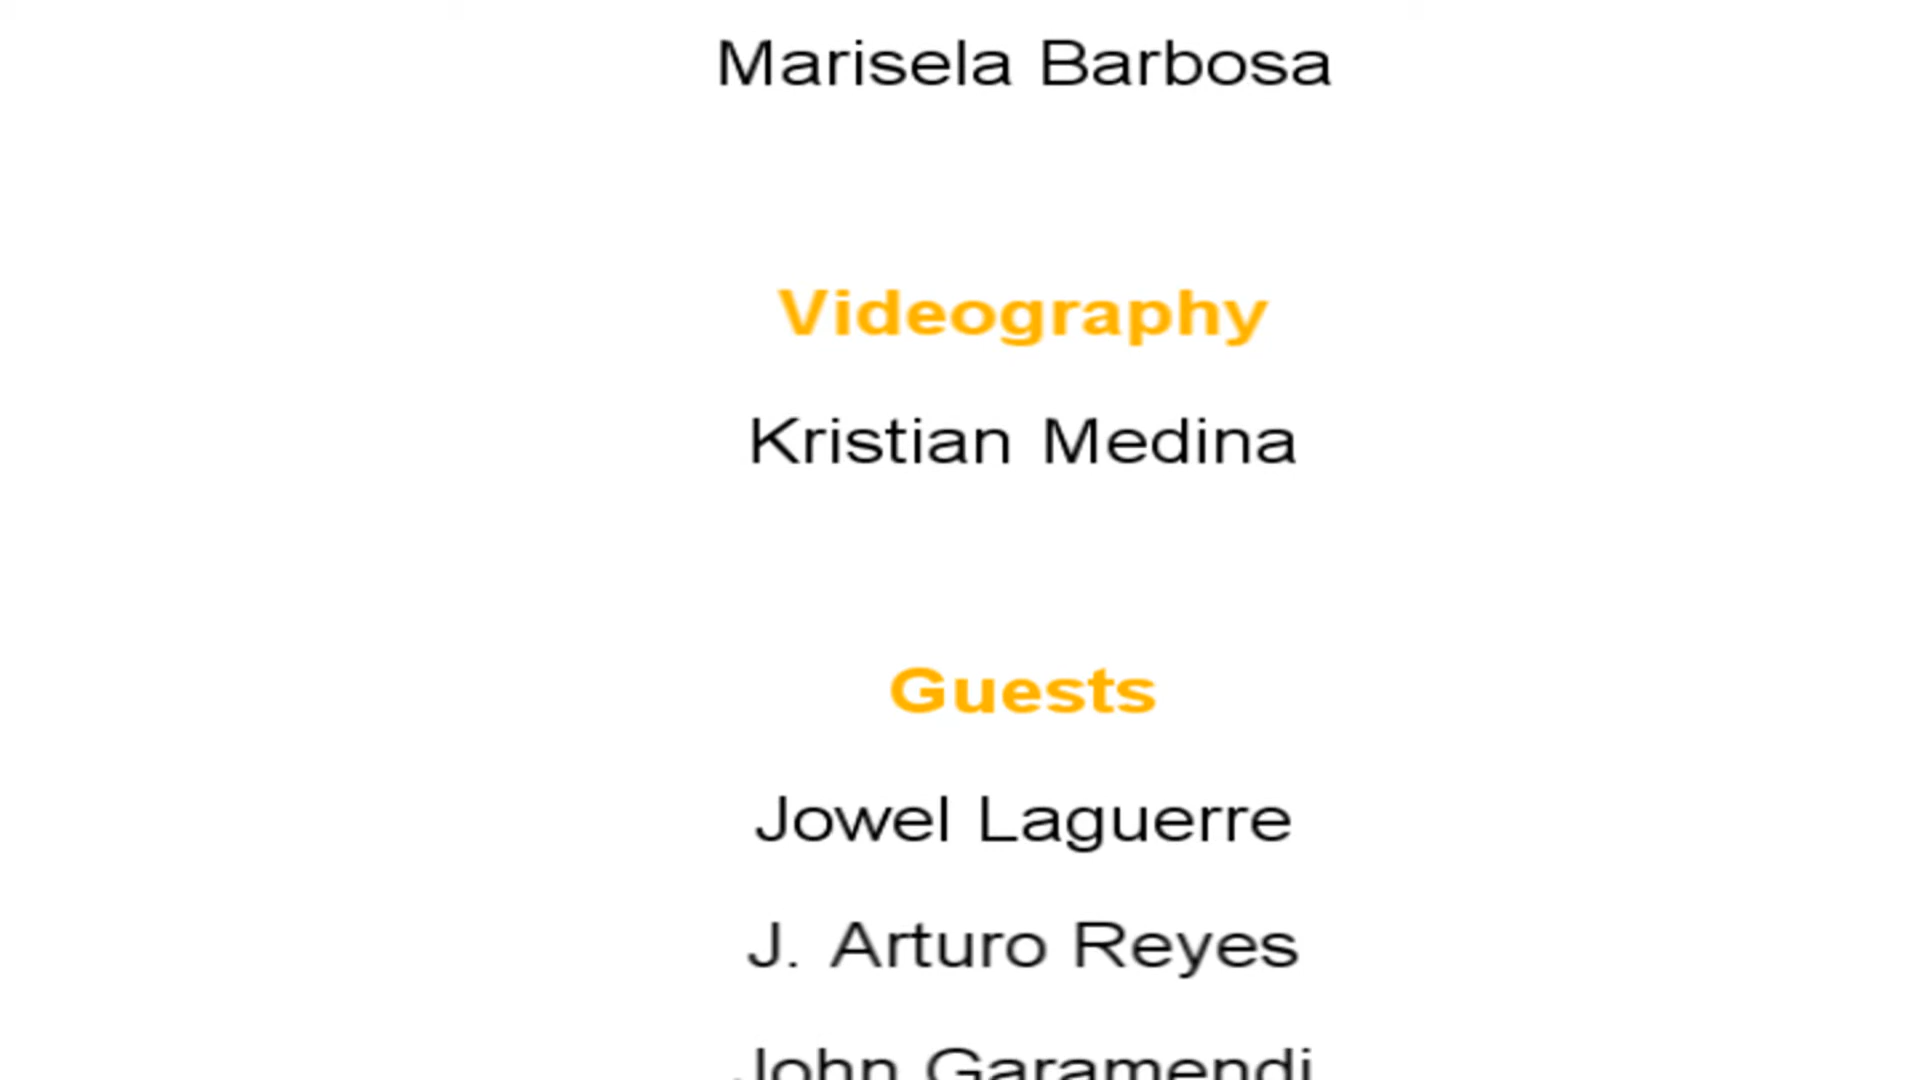 Marisela Barbosa
Videography
Kristian Medina
Guests
Jowel Laguerre
J. Arturo Reyes
John Garamendi